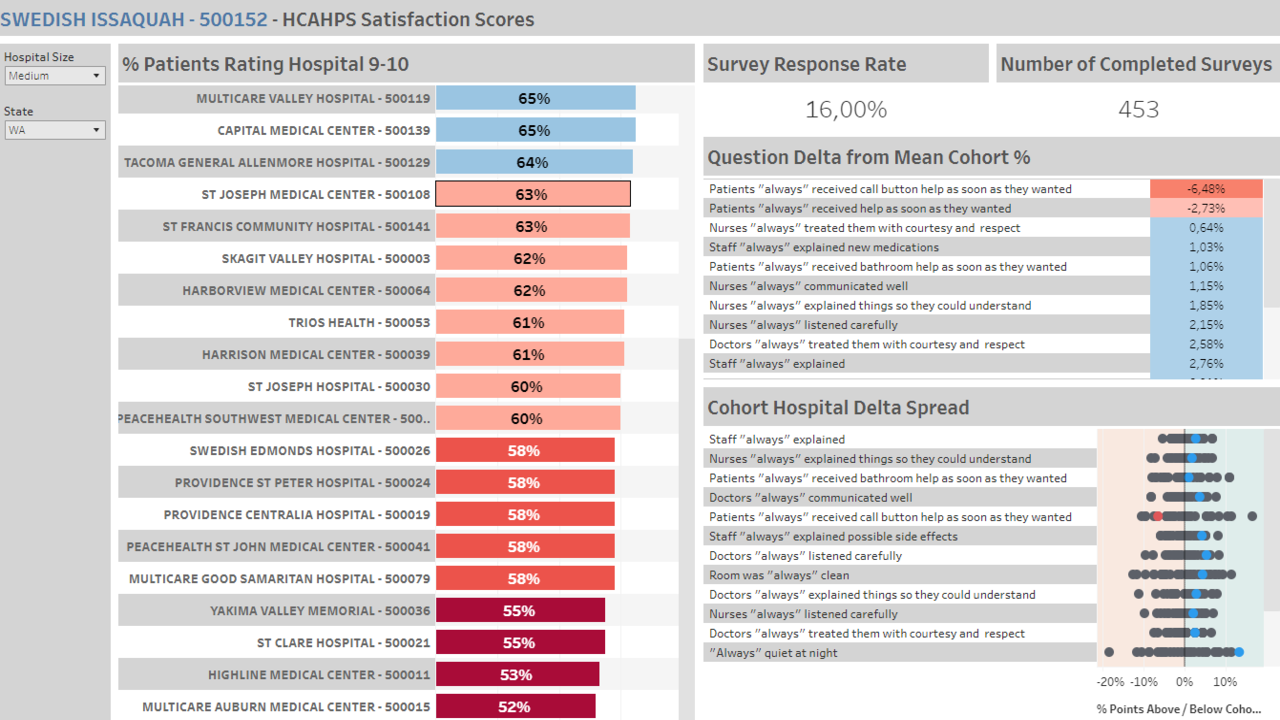 SWEDISH ISSAQUAH - 500152 - HCAHPS Satisfaction Scores
Hospital Size
Medium
State
WA
% Patients Rating Hospital 9-10
MULTICARE VALLEY HOSPITAL - 500119 65%
CAPITAL MEDICAL CENTER - 500139 65%
TACOMA GENERAL ALLENMORE HOSPITAL - 500129 64%
ST JOSEPH MEDICAL CENTER - 500108 63%
ST FRANCIS COMMUNITY HOSPITAL - 500141 63%
SKAGIT VALLEY HOSPITAL - 500003 62%
HARBORVIEW MEDICAL CENTER - 500064 62%
TRIOS HEALTH - 500053 61%
HARRISON MEDICAL CENTER - 500039 61%
ST JOSEPH HOSPITAL - 500030 60%
PEACEHEALTH SOUTHWEST MEDICAL CENTER - 500.. 60%
SWEDISH EDMONDS HOSPITAL - 500026 58%
PROVIDENCE ST PETER HOSPITAL - 500024 58%
PROVIDENCE CENTRALIA HOSPITAL - 500019 58%
PEACEHEALTH ST JOHN MEDICAL CENTER - 500041 58%
MULTICARE GOOD SAMARITAN HOSPITAL - 500079 58%
YAKIMA VALLEY MEMORIAL - 500036 55%
ST CLARE HOSPITAL - 500021 55%
HIGHLINE MEDICAL CENTER - 500011 53%
MULTICARE AUBURN MEDICAL CENTER - 500015 52%
Survey Response Rate
16,00%
Number of Completed Surveys
453
Question Delta from Mean Cohort %
Patients "always" received call button help as soon as they wanted -6,48%
Patients "always" received help as soon as they wanted -2,73%
Nurses "always" treated them with courtesy and respect 0,64%
Staff "always" explained new medications 1,03%
Patients "always" received bathroom help as soon as they wanted 1,06%
Nurses "always" communicated well 1,15%
Nurses "always" explained things so they could understand 1,85%
Nurses "always" listened carefully 2,15%
Doctors "always" treated them with courtesy and respect 2,58%
Staff "always" explained 2,76%
Cohort Hospital Delta Spread
Staff "always" explained
Nurses "always" explained things so they could understand
Patients "always" received bathroom help as soon as they wanted
Doctors "always" communicated well
Patients "always" received call button help as soon as they wanted
Staff "always" explained possible side effects
Doctors "always" listened carefully
Room was "always" clean
Doctors "always" explained things so they could understand
Nurses "always" listened carefully
Doctors "always" treated them with courtesy and respect
"Always" quiet at night
-20% -10% 0% 10%
% Points Above / Below Coho...